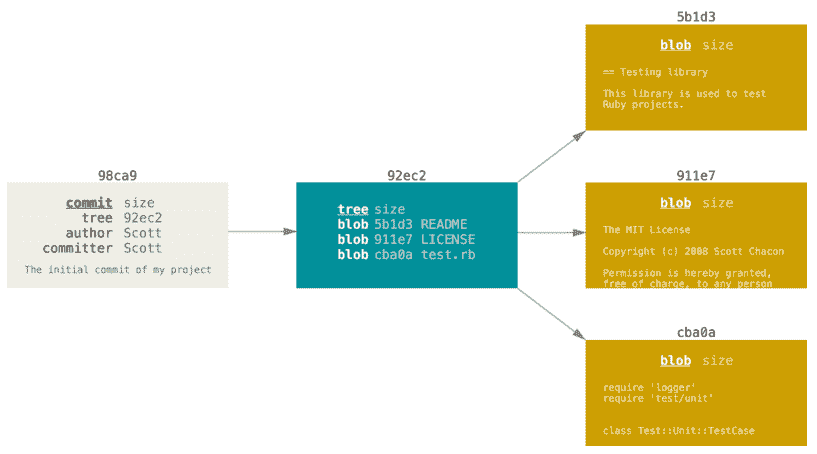 98ca9
commit size
tree 92ec2
author Scott
committer Scott
The initial commit of my project
92ec2
tree size
blob 5b1d3 README
blob 911e7 LICENSE
blob cba0a test.rb
5b1d3
blob size
== Testing library
This library is used to test
Ruby projects.
911e7
blob size
The MIT License
Copyright (c) 2008 Scott Chacon
Permission is hereby granted,
free of charge, to any person
cba0a
blob size
require 'logger'
require 'test/unit'
class Test::Unit::TestCase